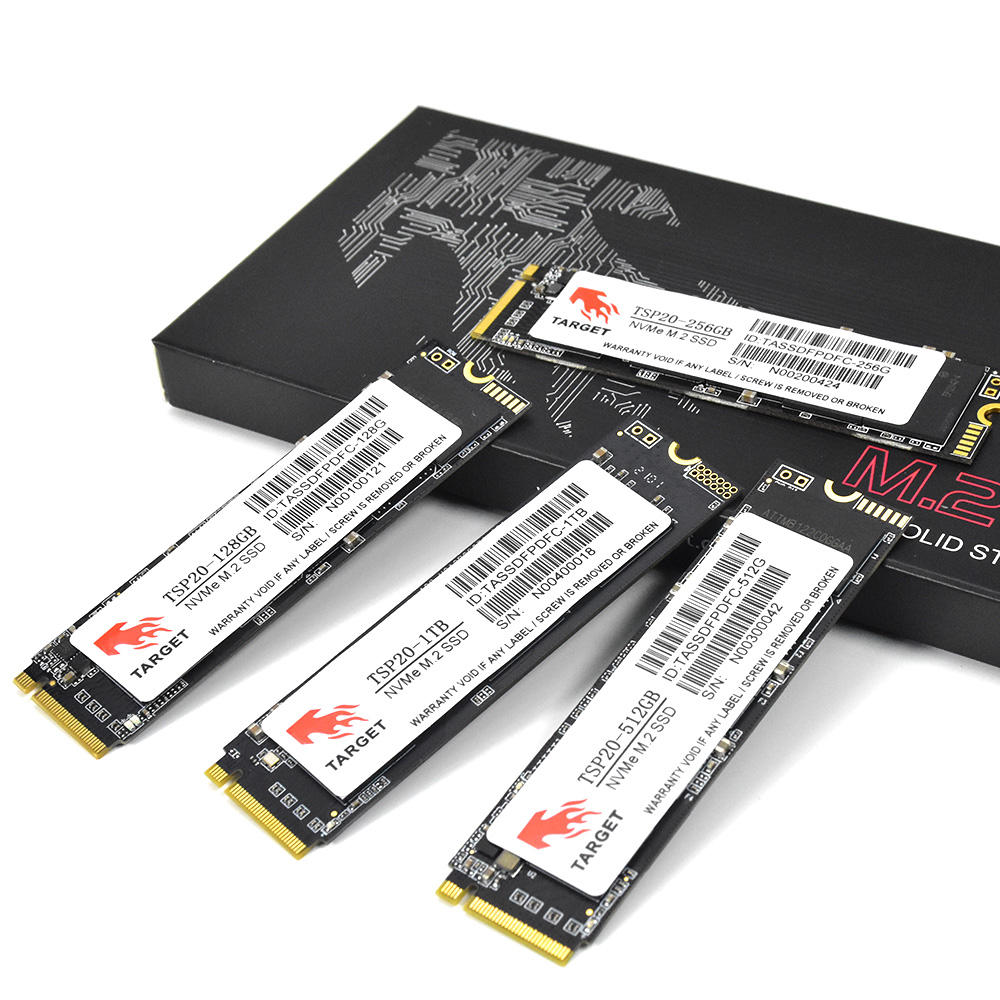 TARGET
TSP20-256GB
NVMe M.2 SSD
ID:TASSDFPDFC-256G
S/N: N00200424
WARRANTY VOID IF ANY LABEL / SCREW IS REMOVED OR BROKEN
TARGET
TSP20-128GB
NVMe M.2 SSD
ID:TASSDFPDFC-128G
S/N: N00100121
WARRANTY VOID IF ANY LABEL / SCREW IS REMOVED OR BROKEN
2101
TARGET
TSP20-1TB
NVMe M.2 SSD
ID:TASSDFPDFC-1TB
S/N: N00400018
WARRANTY VOID IF ANY LABEL / SCREW IS REMOVED OR BROKEN
TARGET
TSP20-512GB
NVMe M.2 SSD
ID:TASSDFPDFC-512G
S/N: N00300042
WARRANTY VOID IF ANY LABEL / SCREW IS REMOVED OR BROKEN
M.2
OLID ST